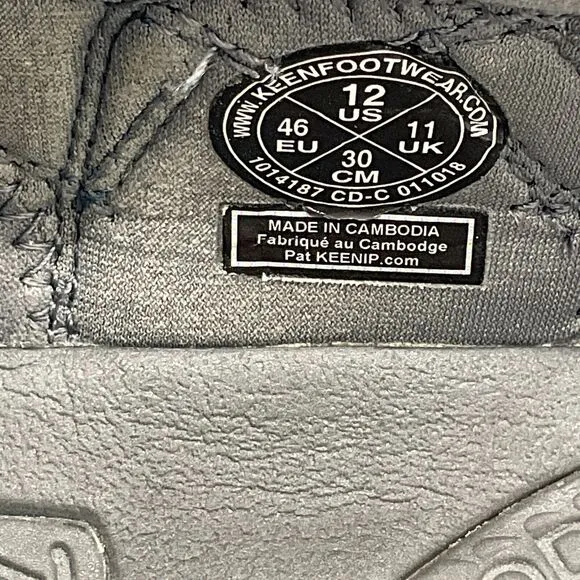 WWW.KEENFOOTWEAR.COM
12
US
46
EU
11
UK
30
CM
1014187 CD-C 011018
MADE IN CAMBODIA
Fabriqué au Cambodge
Pat KEENIP.com